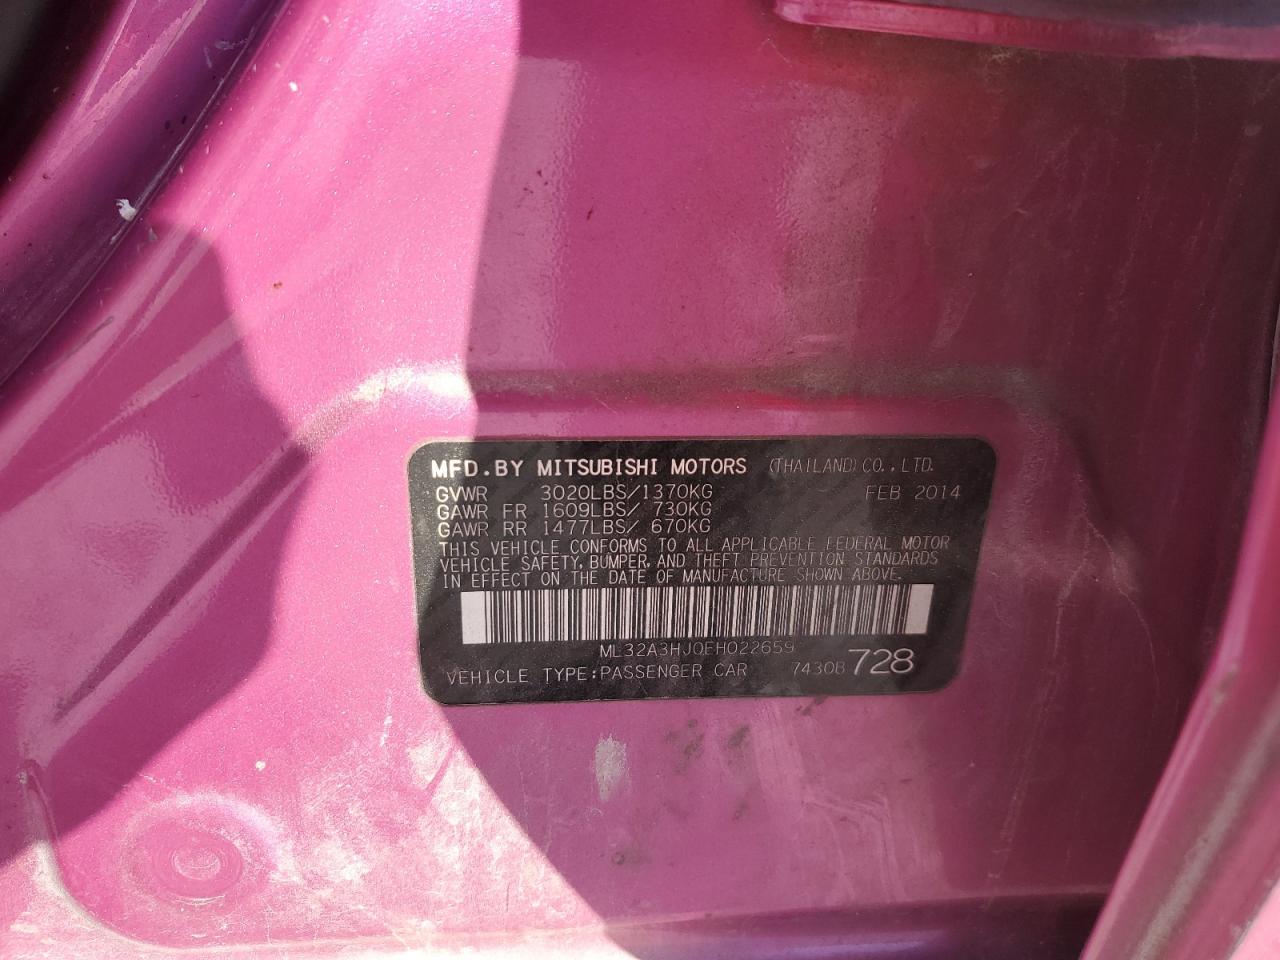 MFD.BY MITSUBISHI MOTORS (THAILAND) CO.,LTD.
GVWR 3020LBS/1370KG FEB 2014
GAWR FR 1609LBS/ 730KG
GAWR RR 1477LBS/ 670KG
THIS VEHICLE CONFORMS TO ALL APPLICABLE FEDERAL MOTOR
VEHICLE SAFETY, BUMPER, AND THEFT PREVENTION STANDARDS
IN EFFECT ON THE DATE OF MANUFACTURE SHOWN ABOVE.
ML32A3HJ0EH022659
VEHICLE TYPE:PASSENGER CAR 7430B 728